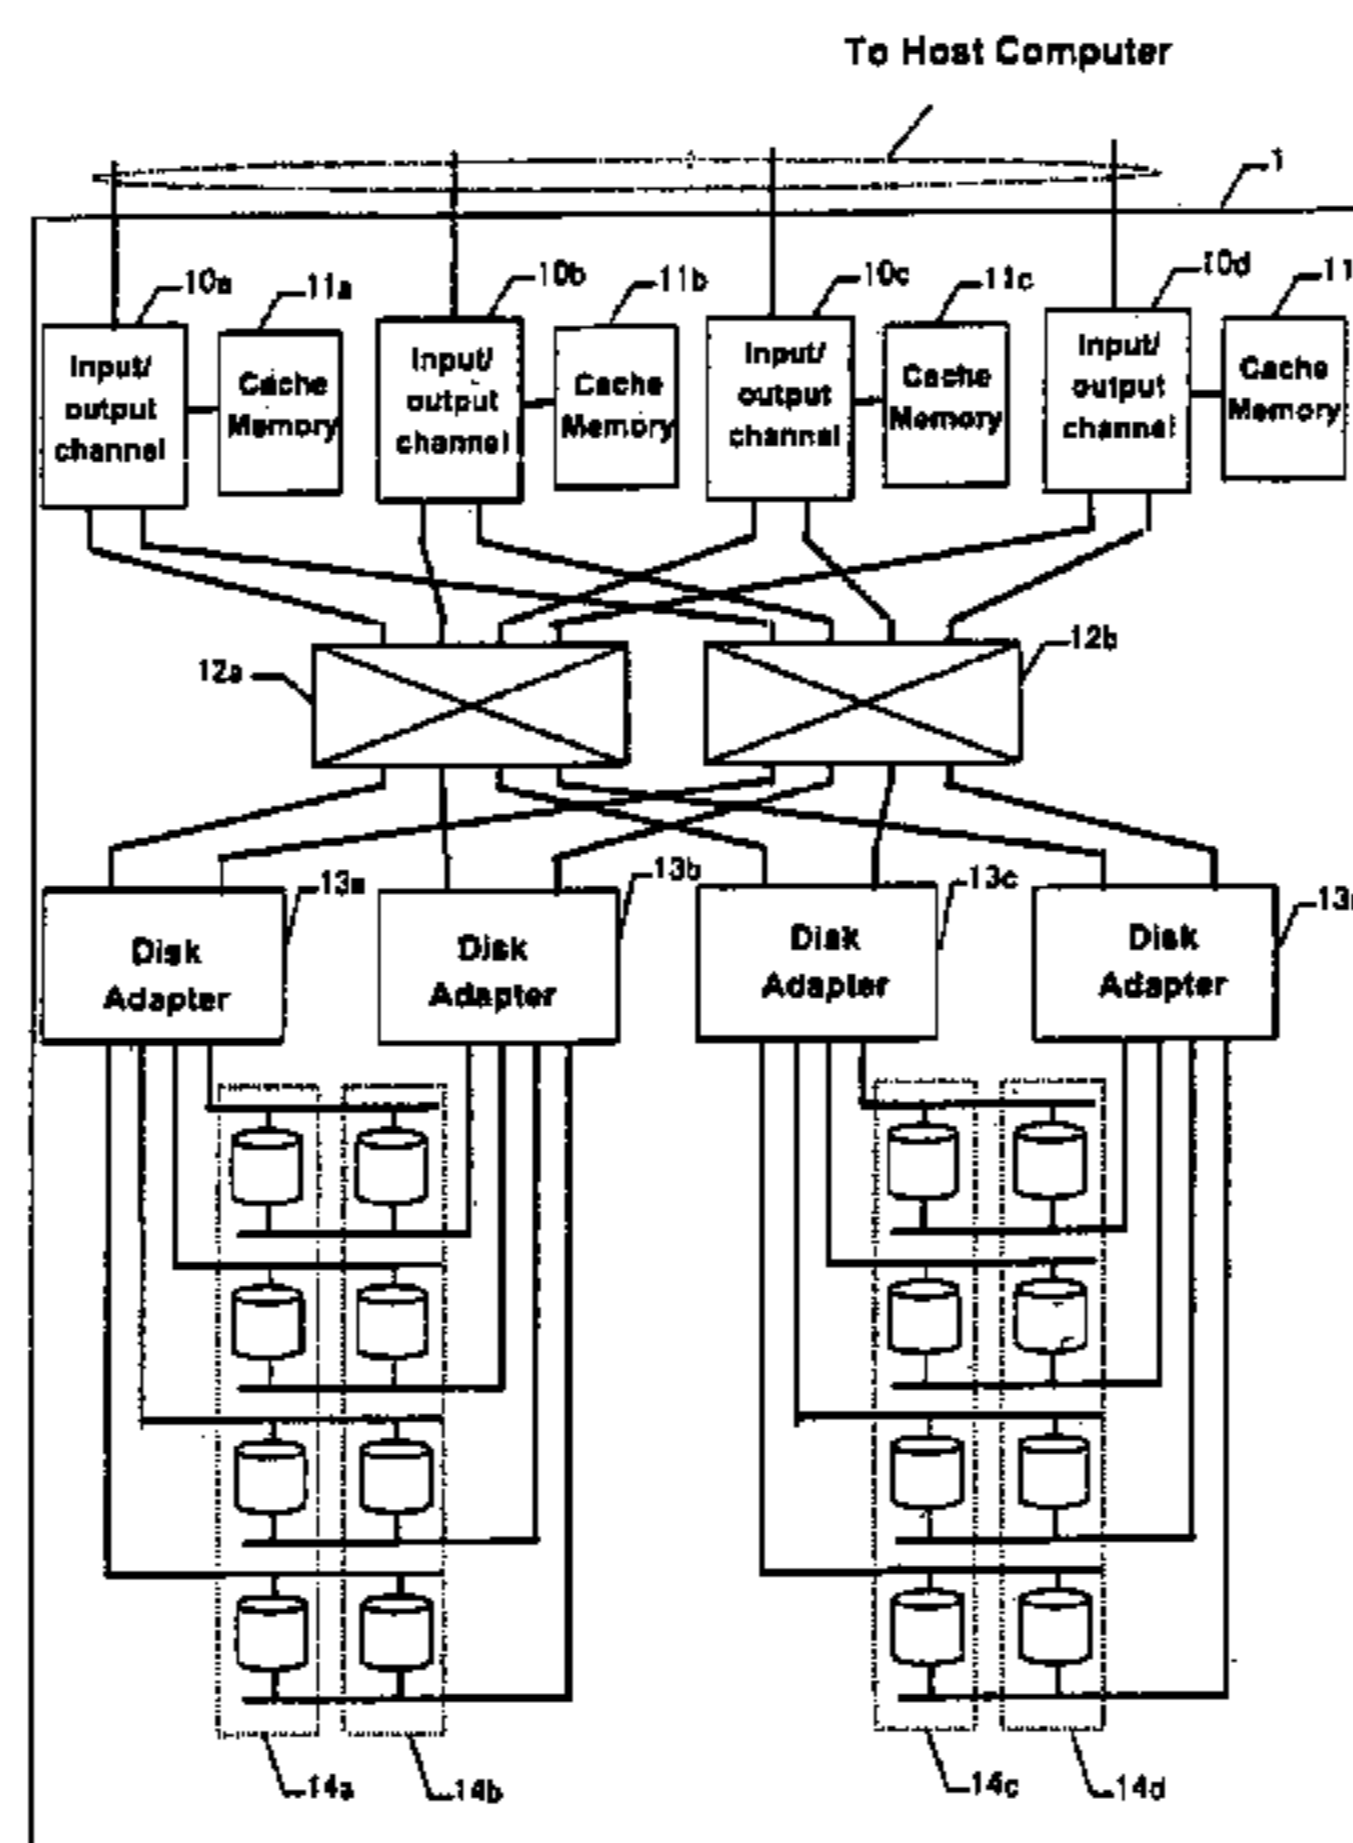 To Host Computer
1
10a 11a 10b 11b 10c 11c 10d 11
Input/
output
channel
Cache
Memory
Input/
output
channel
Cache
Memory
Input/
output
channel
Cache
Memory
Input/
output
channel
Cache
Memory
12a
12b
13a 13b 13c 13
Disk
Adapter
Disk
Adapter
Disk
Adapter
Disk
Adapter
14a 14b 14c 14d